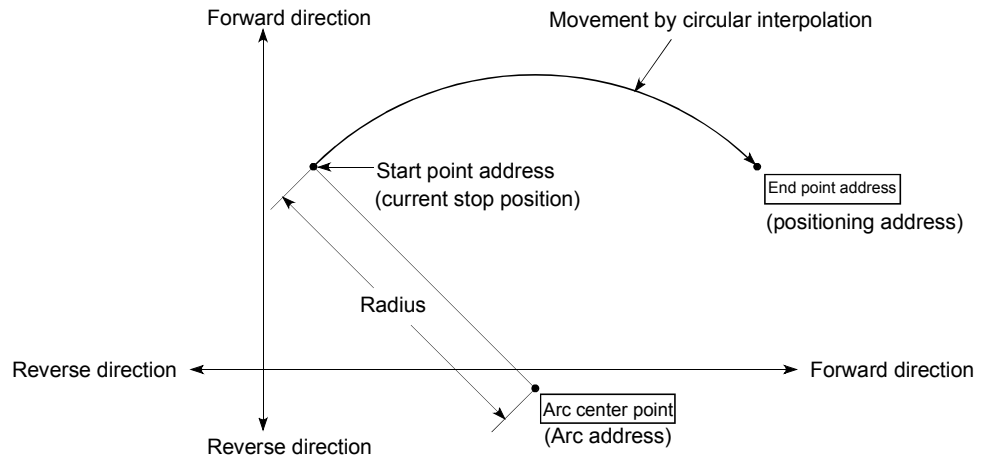 Forward direction
Movement by circular interpolation
Start point address
(current stop position)
End point address
(positioning address)
Radius
Reverse direction
Forward direction
Arc center point
(Arc address)
Reverse direction